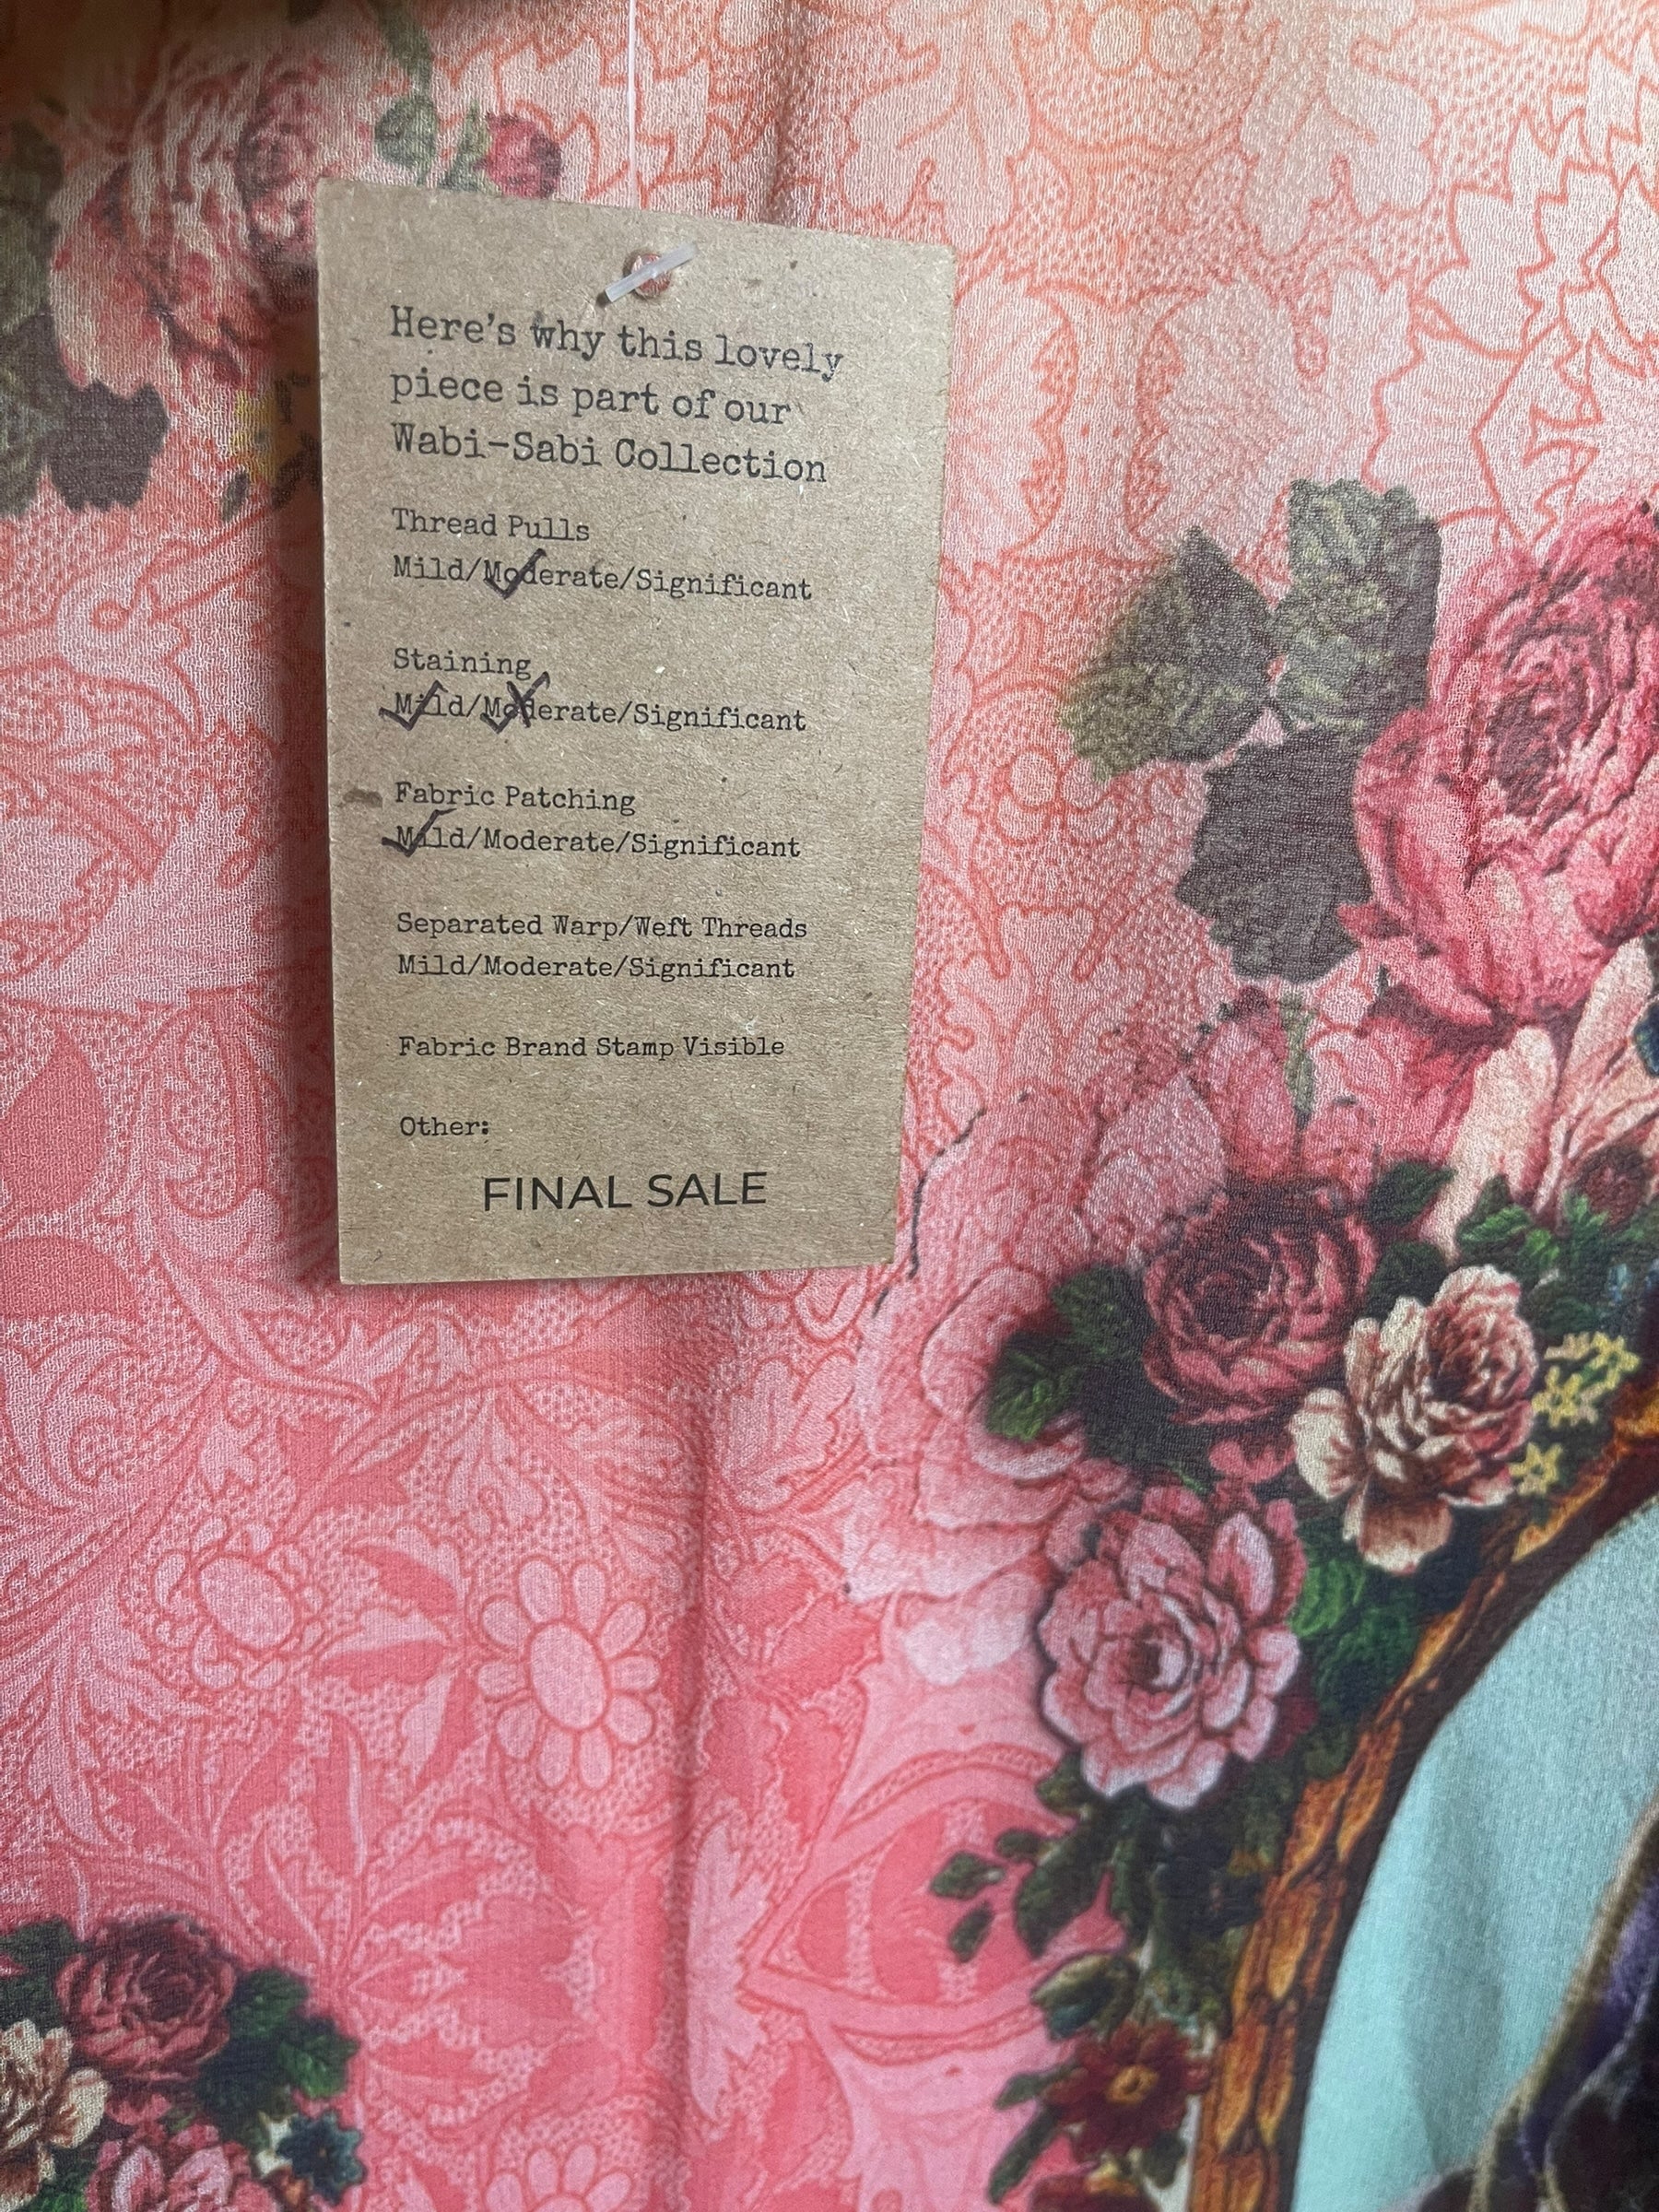 Here's why this lovely
piece is part of our
Wabi-Sabi Collection
Thread Pulls
Mild/Moderate/Significant
Staining
Mild/Moderate/Significant
Fabric Patching
Mild/Moderate/Significant
Separated Warp/Weft Threads
Mild/Moderate/Significant
Fabric Brand Stamp Visible
Other:
FINAL SALE